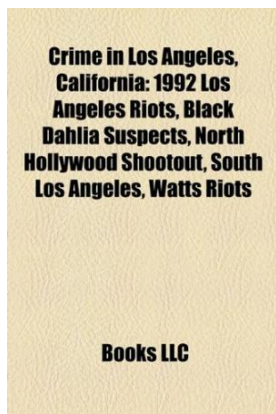 Crime in Los Angeles,
California: 1992 Los
Angeles Riots, Black
Dahlia Suspects, North
Hollywood Shootout, South
Los Angeles, Watts Riots
Books LLC